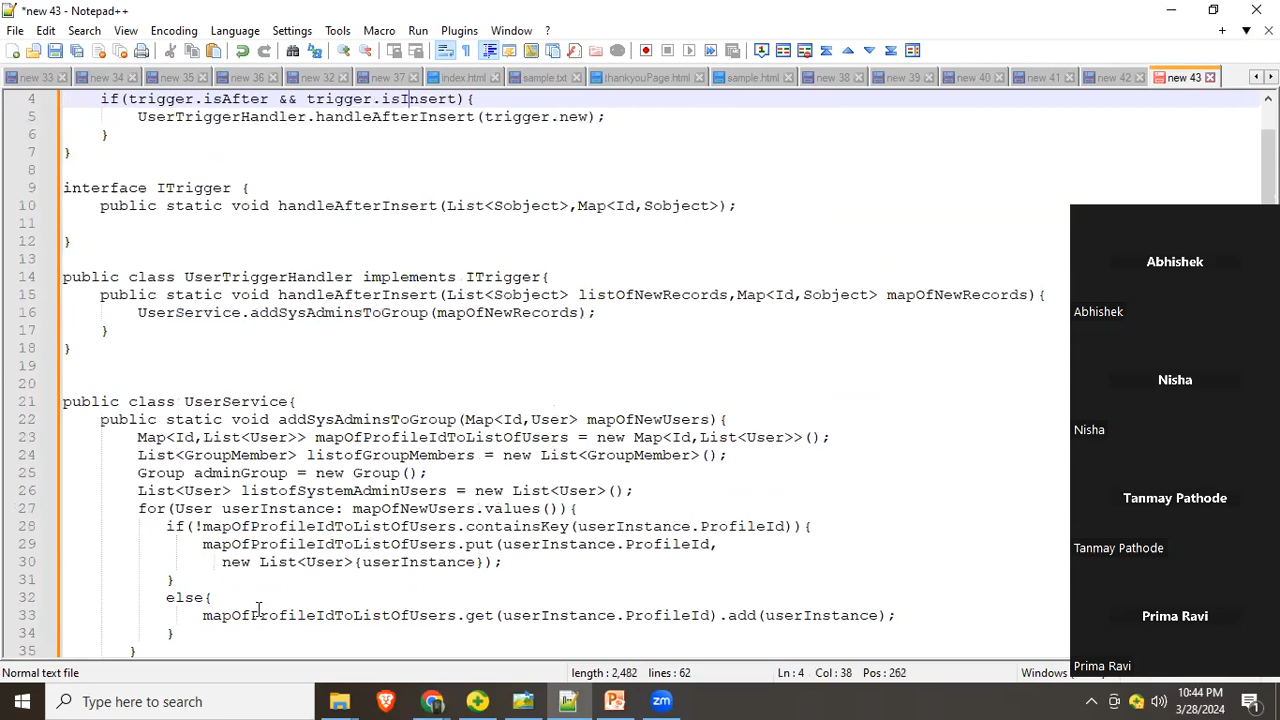 *new 43 - Notepad++
File Edit Search View Encoding Language Settings Tools Macro Run Plugins Window ?
new 33 new 34 new 35 new 36 new 32 new 37 index.html sample.txt thankyouPage.html sample.html new 38 new 39 new 40 new 41 new 42 new 43
4 if(trigger.isAfter && trigger.isInsert){
5 UserTriggerHandler.handleAfterInsert(trigger.new);
6 }
7 }
8
9 interface ITrigger {
10 public static void handleAfterInsert(List<Sobject>,Map<Id,Sobject>);
11
12 }
13
14 public class UserTriggerHandler implements ITrigger{
15 public static void handleAfterInsert(List<Sobject> listOfNewRecords,Map<Id,Sobject> mapOfNewRecords){
16 UserService.addSysAdminsToGroup(mapOfNewRecords);
17 }
18 }
19
20
21 public class UserService{
22 public static void addSysAdminsToGroup(Map<Id,User> mapOfNewUsers){
23 Map<Id,List<User>> mapOfProfileIdToListOfUsers = new Map<Id,List<User>>();
24 List<GroupMember> listofGroupMembers = new List<GroupMember>();
25 Group adminGroup = new Group();
26 List<User> listofSystemAdminUsers = new List<User>();
27 for(User userInstance: mapOfNewUsers.values()){
28 if(!mapOfProfileIdToListOfUsers.containsKey(userInstance.ProfileId)){
29 mapOfProfileIdToListOfUsers.put(userInstance.ProfileId,
30 new List<User>{userInstance});
31 }
32 else{
33 mapOfProfileIdToListOfUsers.get(userInstance.ProfileId).add(userInstance);
34 }
35 }
Abhishek
Abhishek
Nisha
Nisha
Tanmay Pathode
Tanmay Pathode
Prima Ravi
Prima Ravi
Normal text file length : 2,482 lines : 62 Ln : 4 Col : 38 Pos : 262 Windows (
Type here to search
zm
10:44 PM
3/28/2024
1